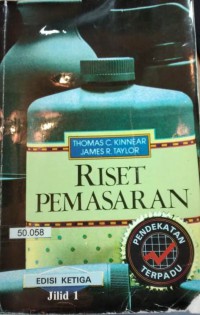 THOMAS C. KINNEAR
JAMES R. TAYLOR
RISET
PEMASARAN
50.058
PENDEKATAN
TERPADU
EDISI KETIGA
Jilid 1